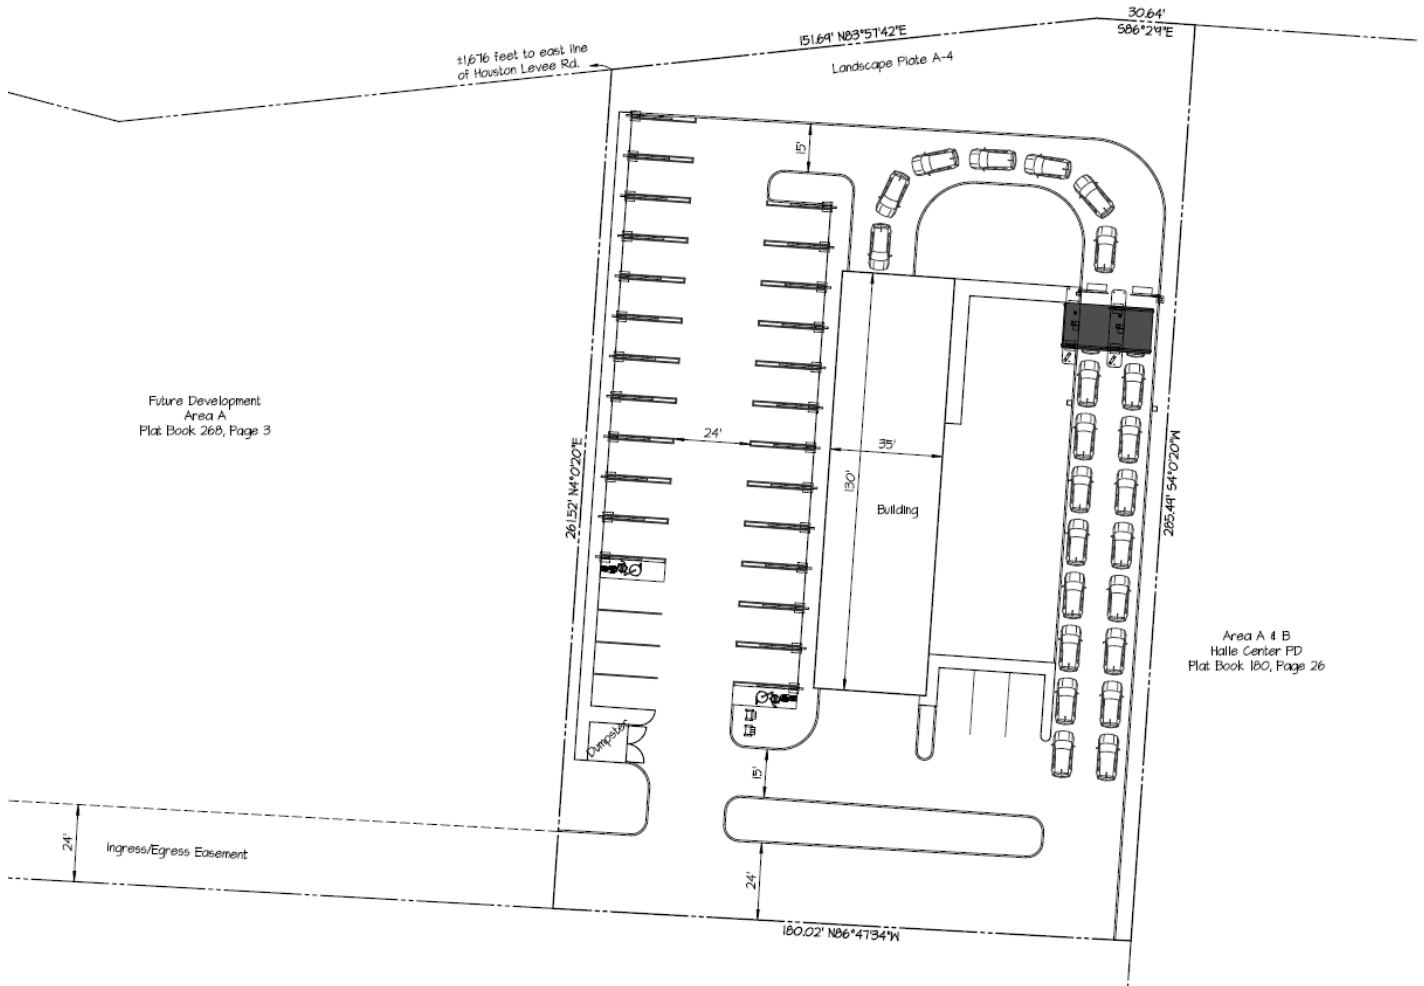 30.64'
S86°2'9"E
151.69' N83°57'42"E
±1,676 feet to east line
of Houston Levee Rd.
Landscape Plate A-4
15'
Future Development
Area A
Plat Book 268, Page 3
24'
35'
130'
Building
261.52' N4°0'20"E
285.49' S4°0'20"W
Area A & B
Halle Center PD
Plat Book 180, Page 26
Dumpster
15'
24'
Ingress/Egress Easement
24'
180.02' N86°47'34"W